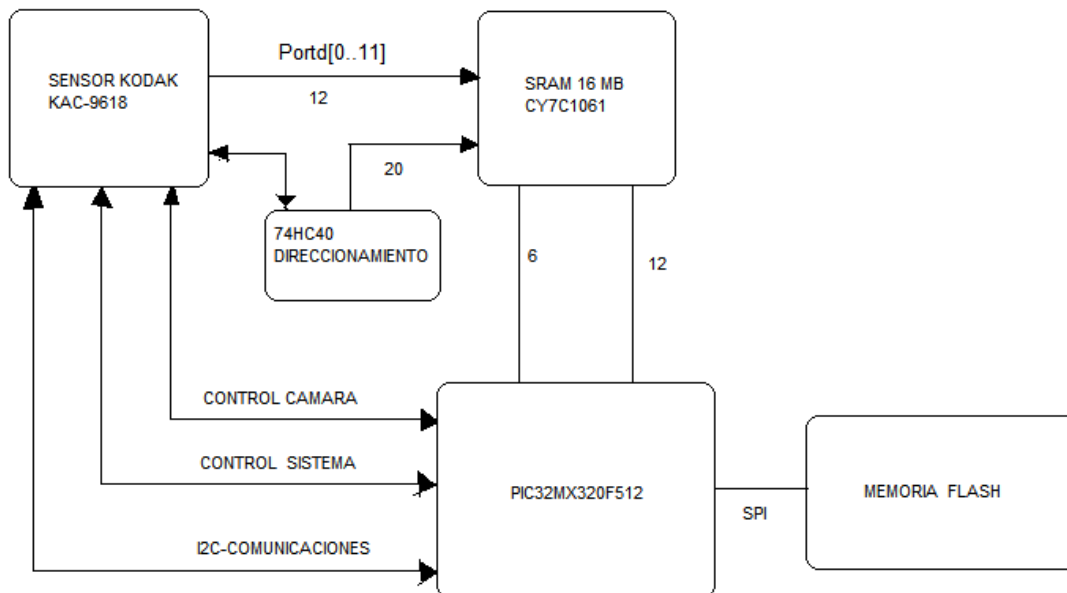 SENSOR KODAK
KAC-9618
Portd[0..11]
12
SRAM 16 MB
CY7C1061
20
74HC40
DIRECCIONAMIENTO
6
12
CONTROL CAMARA
CONTROL SISTEMA
I2C-COMUNICACIONES
PIC32MX320F512
SPI
MEMORIA FLASH